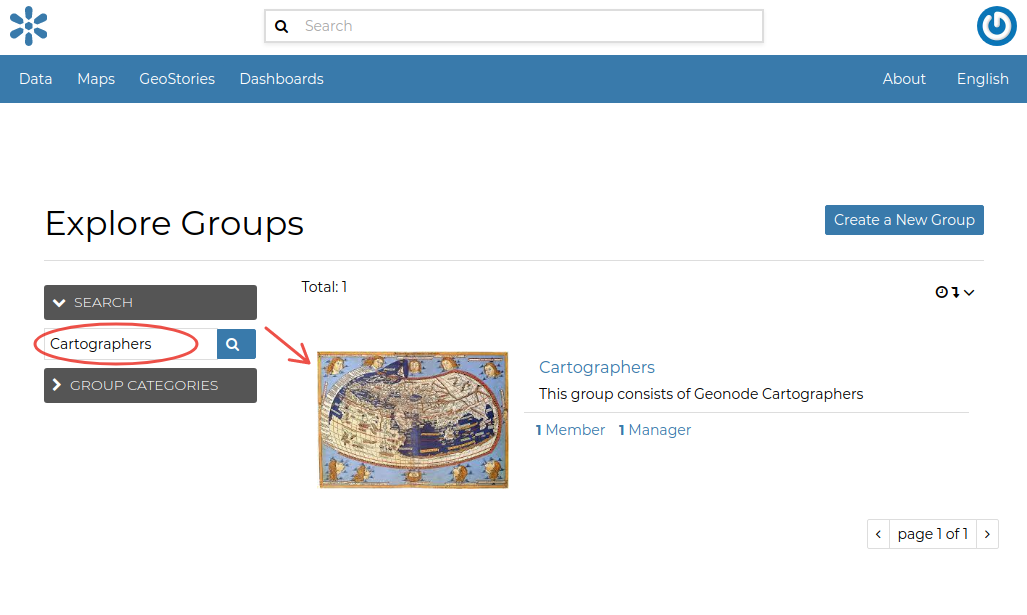 Search
Data Maps GeoStories Dashboards About English
Explore Groups
Create a New Group
SEARCH
Cartographers
GROUP CATEGORIES
Total: 1
Cartographers
This group consists of Geonode Cartographers
1 Member 1 Manager
page 1 of 1